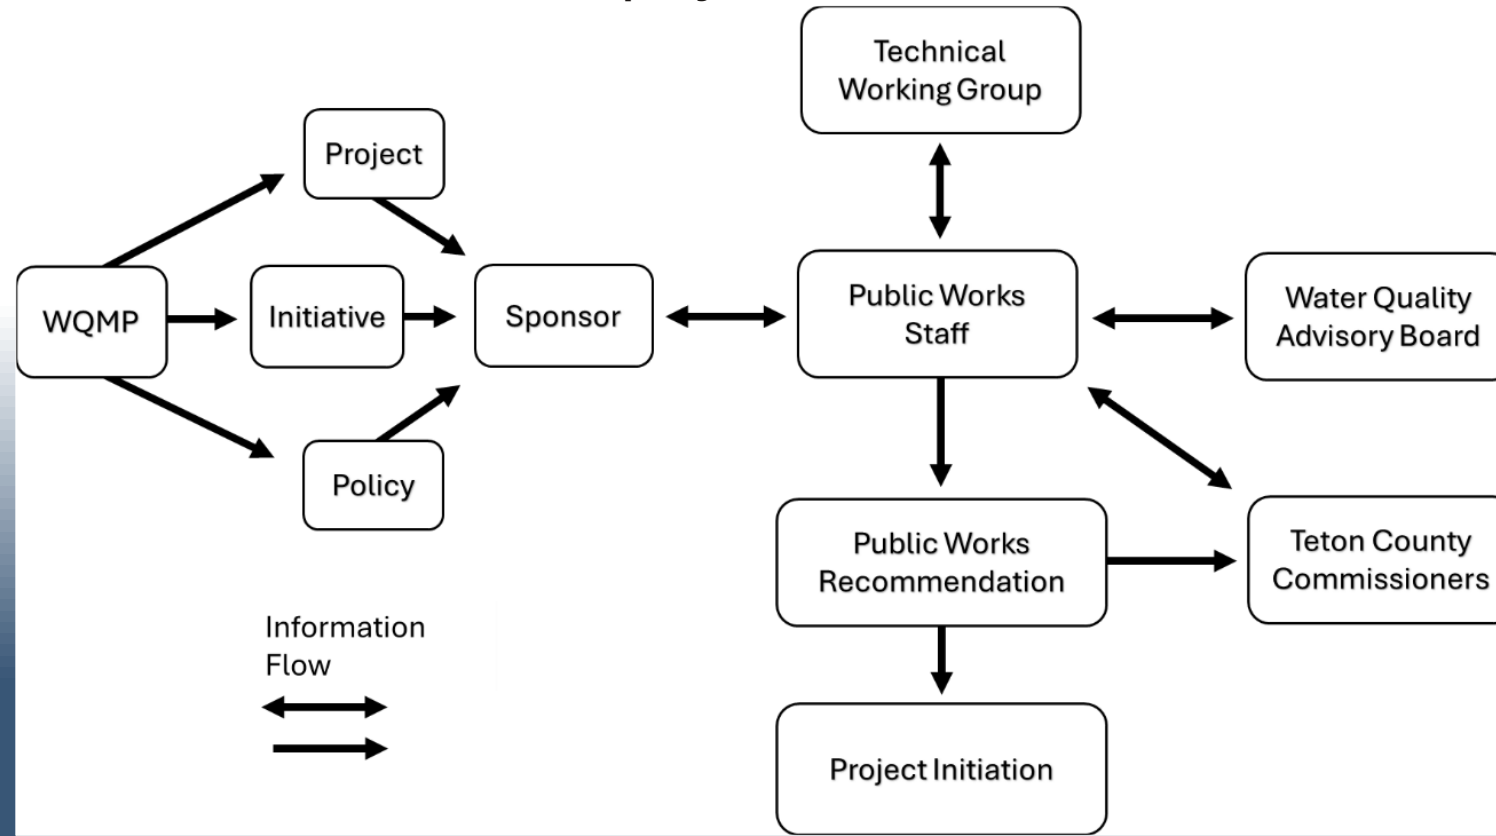 Technical
Working Group
Project
WQMP
Initiative
Sponsor
Public Works
Staff
Water Quality
Advisory Board
Policy
Public Works
Recommendation
Teton County
Commissioners
Information
Flow
Project Initiation